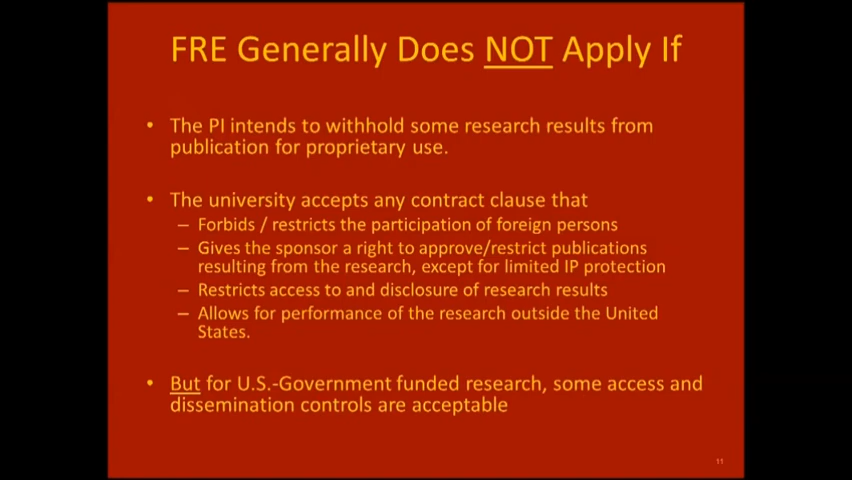 FRE Generally Does NOT Apply If
• The PI intends to withhold some research results from
publication for proprietary use.
• The university accepts any contract clause that
– Forbids / restricts the participation of foreign persons
– Gives the sponsor a right to approve/restrict publications
resulting from the research, except for limited IP protection
– Restricts access to and disclosure of research results
– Allows for performance of the research outside the United
States.
• But for U.S.-Government funded research, some access and
dissemination controls are acceptable
11